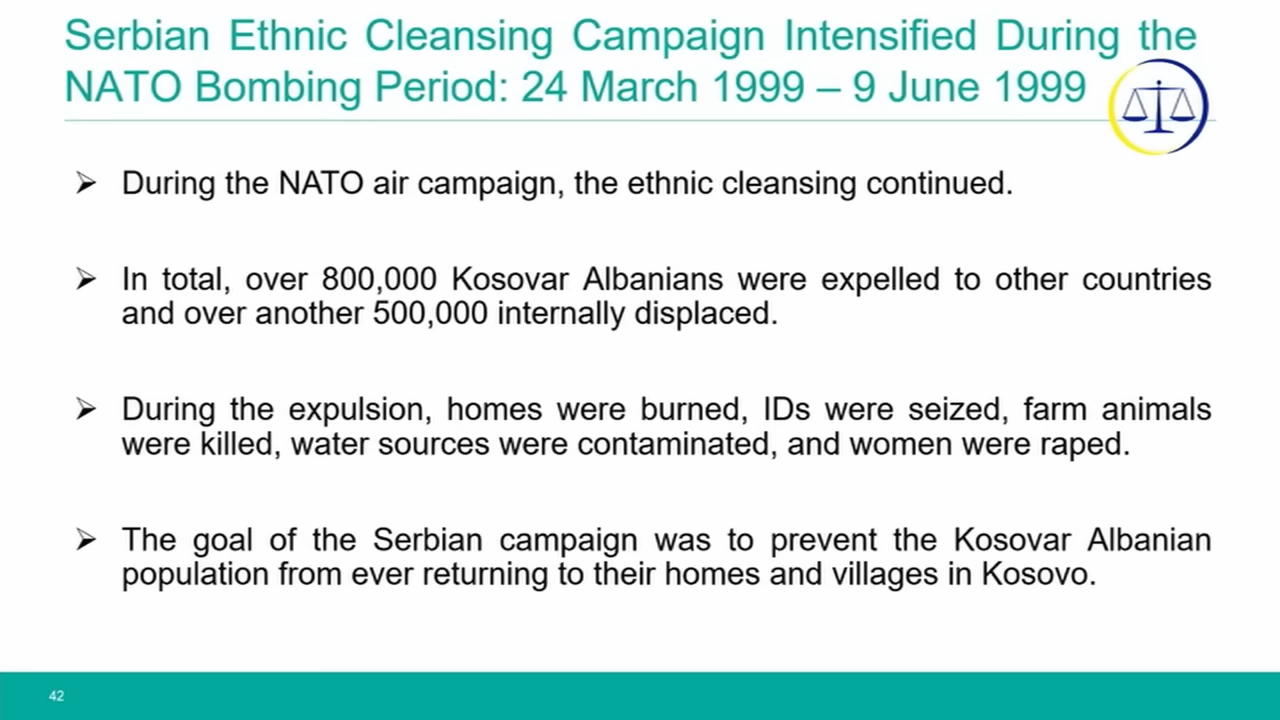 Serbian Ethnic Cleansing Campaign Intensified During the
NATO Bombing Period: 24 March 1999 – 9 June 1999
➢ During the NATO air campaign, the ethnic cleansing continued.
➢ In total, over 800,000 Kosovar Albanians were expelled to other countries
and over another 500,000 internally displaced.
➢ During the expulsion, homes were burned, IDs were seized, farm animals
were killed, water sources were contaminated, and women were raped.
➢ The goal of the Serbian campaign was to prevent the Kosovar Albanian
population from ever returning to their homes and villages in Kosovo.
42